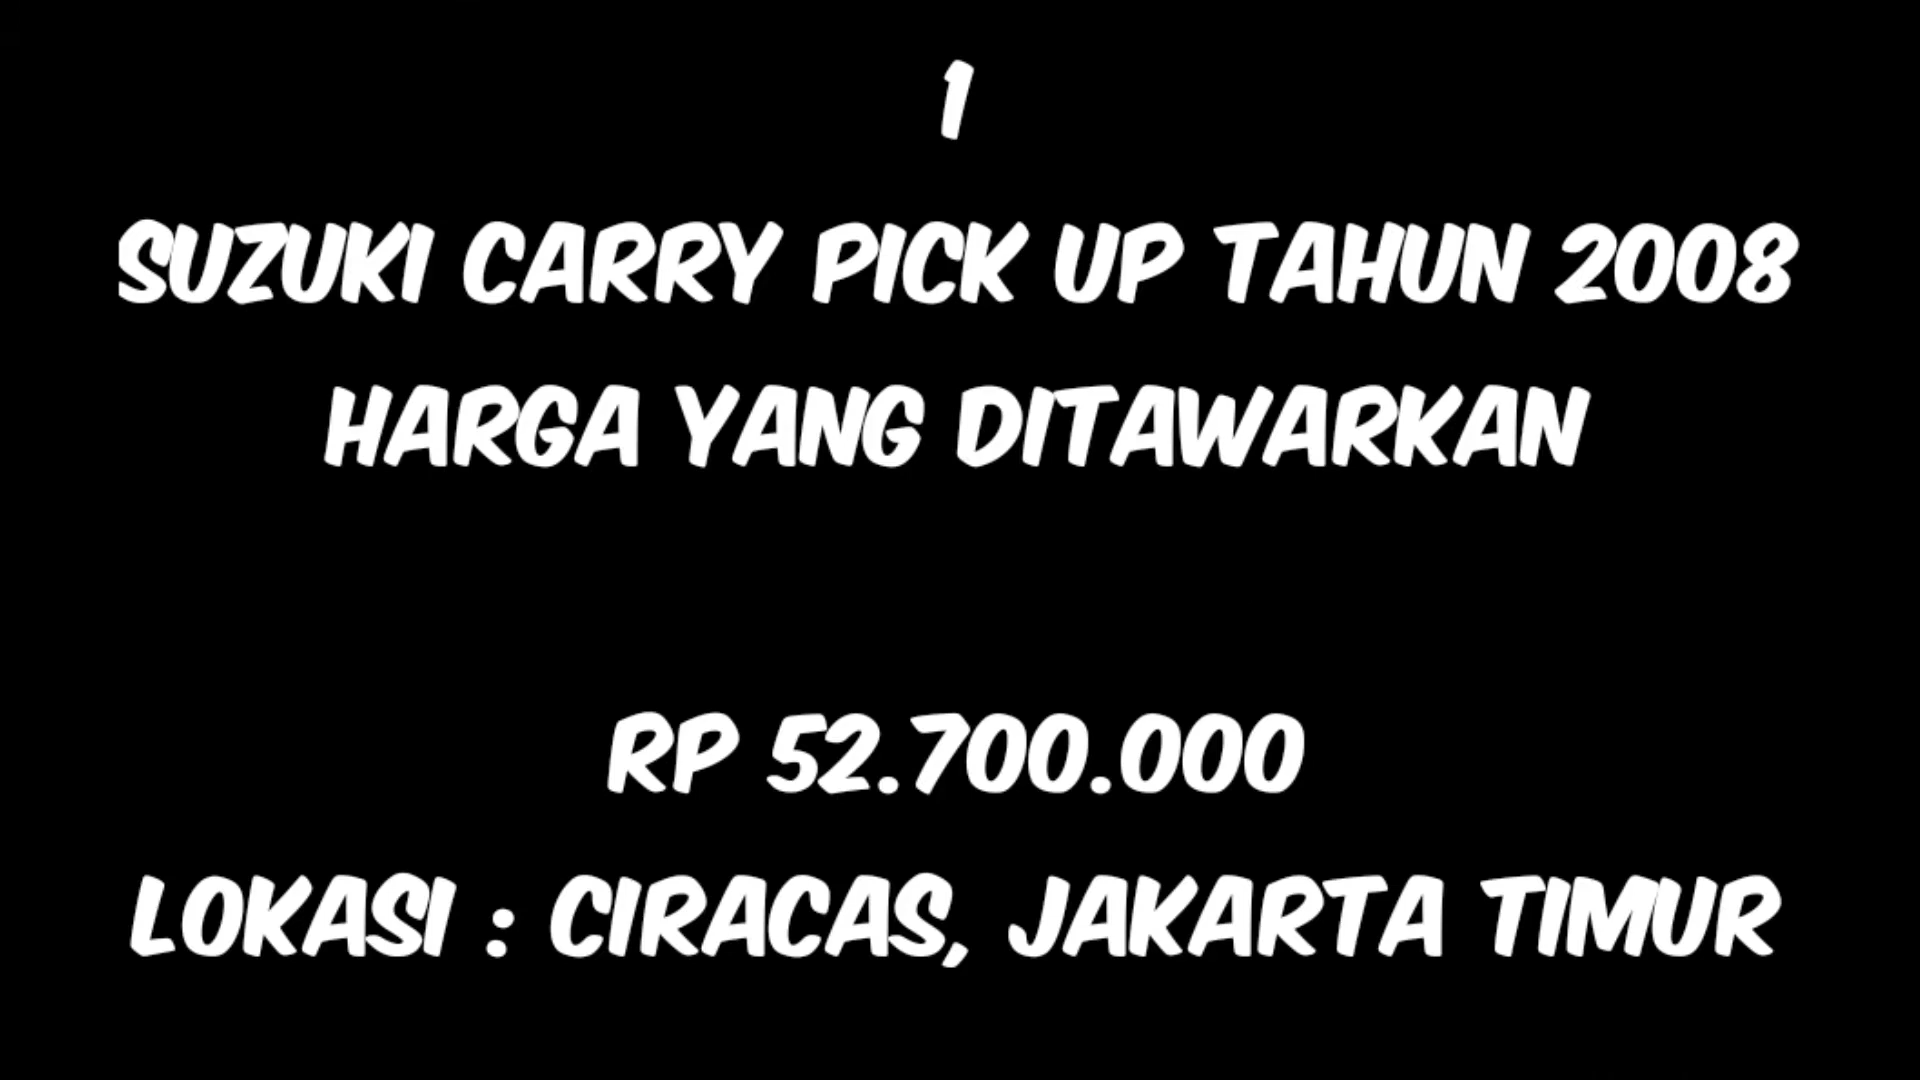 1
SUZUKI CARRY PICK UP TAHUN 2008
HARGA YANG DITAWARKAN
RP 52.700.000
LOKASI : CIRACAS, JAKARTA TIMUR